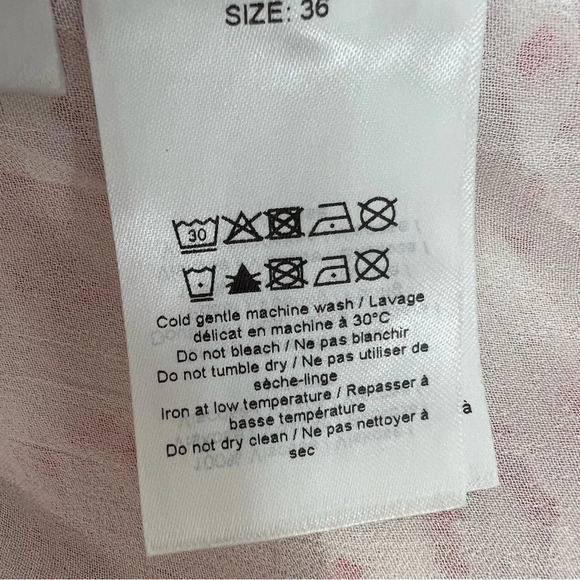 SIZE: 36
30
Cold gentle machine wash / Lavage
délicat en machine à 30°C
Do not bleach / Ne pas blanchir
Do not tumble dry / Ne pas utiliser de
sèche-linge
Iron at low temperature / Repasser à
basse température
Do not dry clean / Ne pas nettoyer à
sec
à